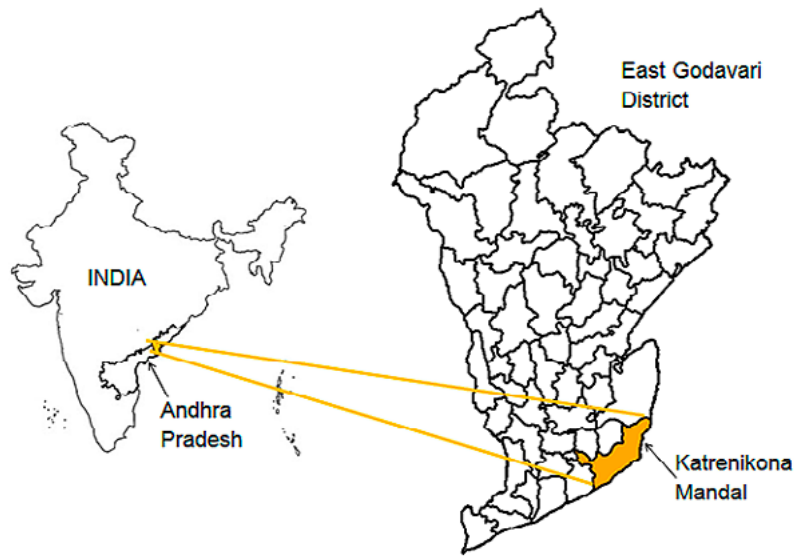 East Godavari
District
INDIA
Andhra
Pradesh
Katrenikona
Mandal